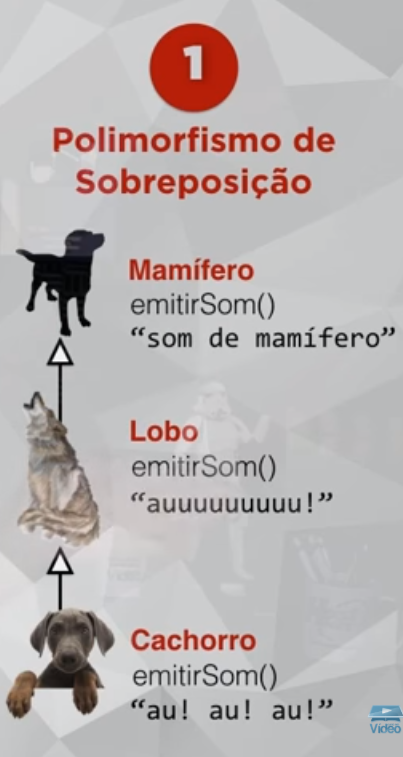 1
Polimorfismo de
Sobreposição
Mamífero
emitirSom()
“som de mamífero”
Lobo
emitirSom()
“auuuuuuuuu!”
Cachorro
emitirSom()
“au! au! au!”
Vídeo